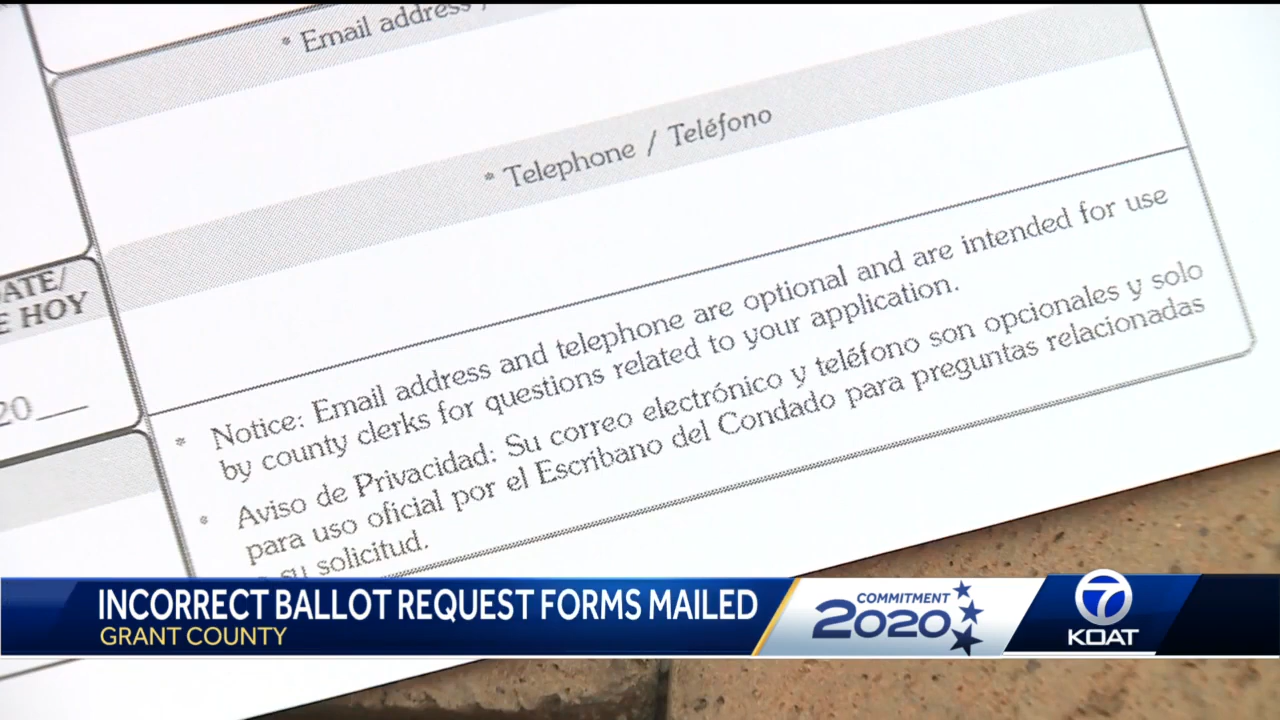 * Email address /
* Telephone / Teléfono
ATE/
E HOY
20
* Notice: Email address and telephone are optional and are intended for use
by county clerks for questions related to your application.
* Aviso de Privacidad: Su correo electrónico y teléfono son opcionales y solo
para uso oficial por el Escribano del Condado para preguntas relacionadas
su solicitud.
INCORRECT BALLOT REQUEST FORMS MAILED
GRANT COUNTY
COMMITMENT
2020
7
KOAT